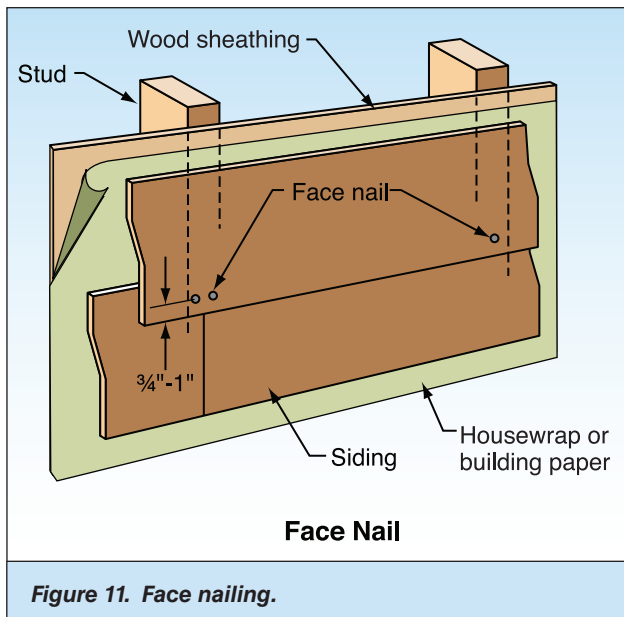 Wood sheathing
Stud
Face nail
¾"-1"
Siding
Housewrap or
building paper
Face Nail
Figure 11. Face nailing.